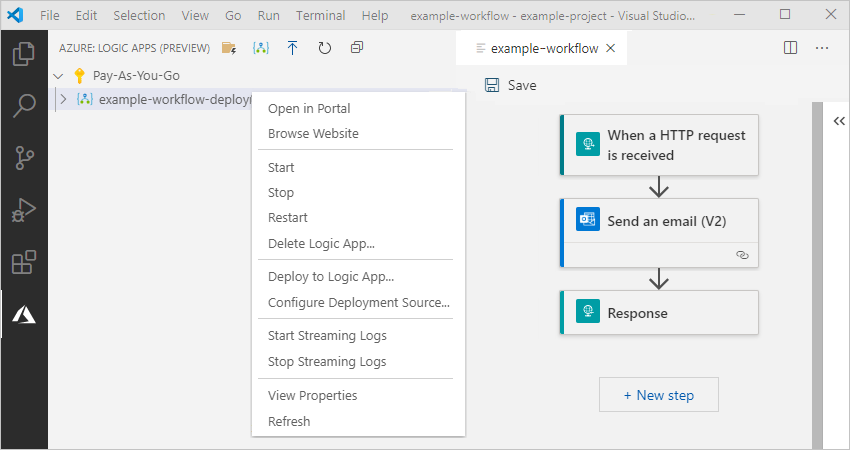 File Edit Selection View Go Run Terminal Help example-workflow - example-project - Visual Studio...
AZURE: LOGIC APPS (PREVIEW)
example-workflow
Pay-As-You-Go
Save
example-workflow-deploy
Open in Portal
Browse Website
Start
Stop
Restart
Delete Logic App...
Deploy to Logic App...
Configure Deployment Source...
Start Streaming Logs
Stop Streaming Logs
View Properties
Refresh
When a HTTP request
is received
Send an email (V2)
Response
+ New step